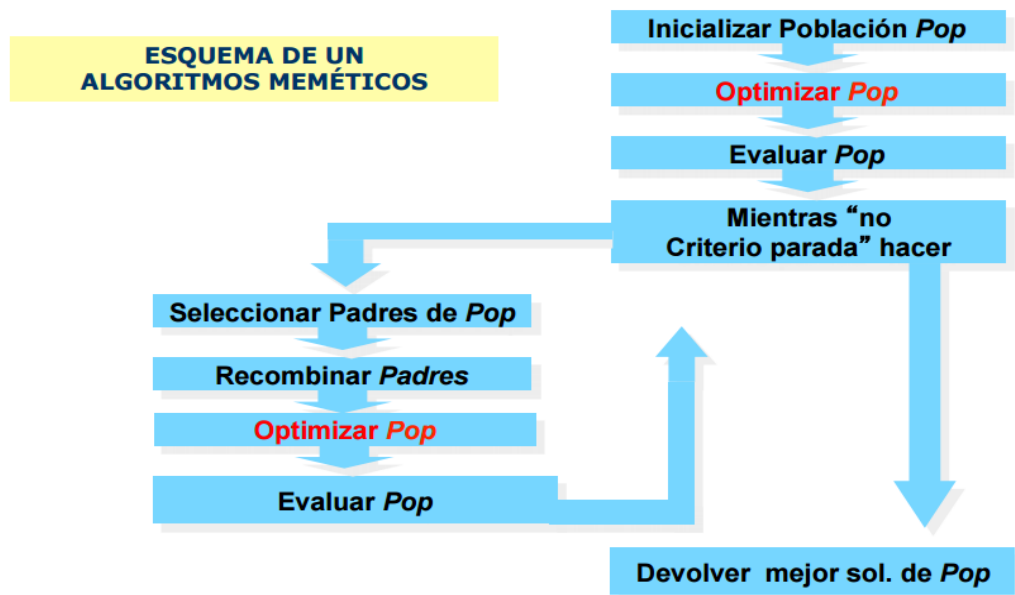 ESQUEMA DE UN
ALGORITMOS MEMÉTICOS
Inicializar Población Pop
Optimizar Pop
Evaluar Pop
Mientras “no
Criterio parada” hacer
Seleccionar Padres de Pop
Recombinar Padres
Optimizar Pop
Evaluar Pop
Devolver mejor sol. de Pop